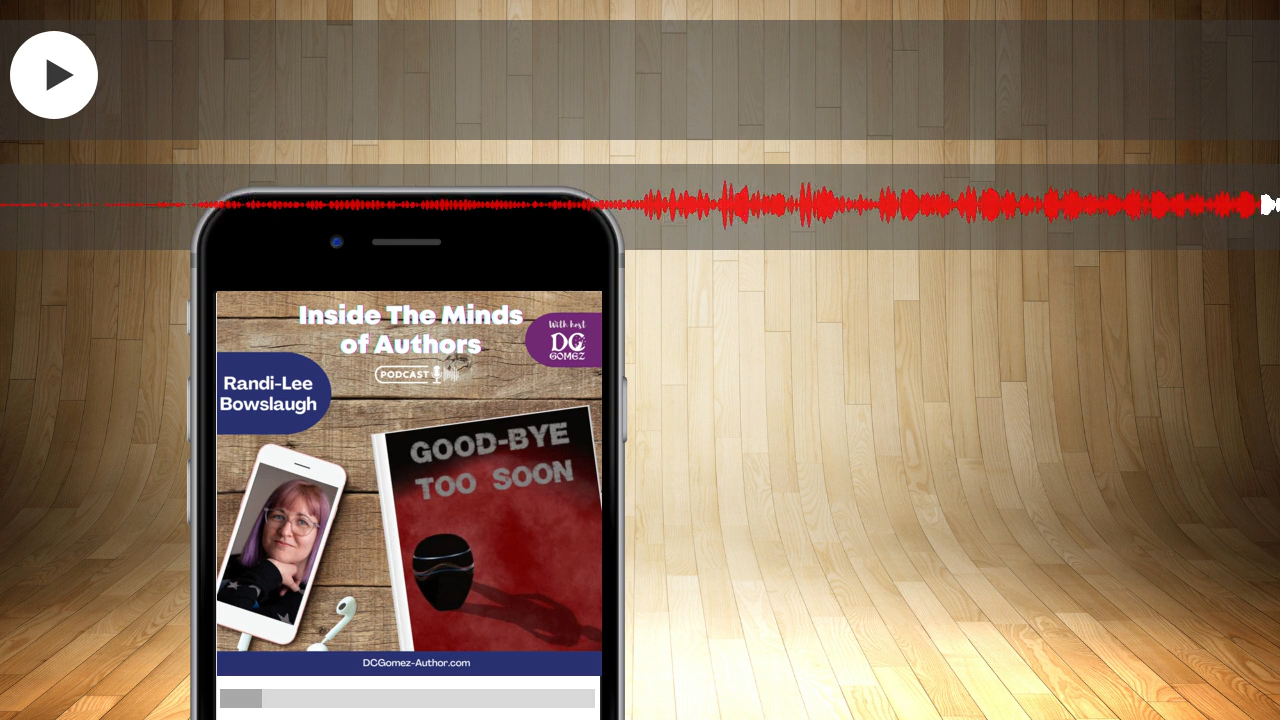 Inside The Minds
of Authors
With host
DC
GOMEZ
PODCAST
Randi-Lee
Bowslaugh
GOOD-BYE
TOO SOON
DCGomez-Author.com